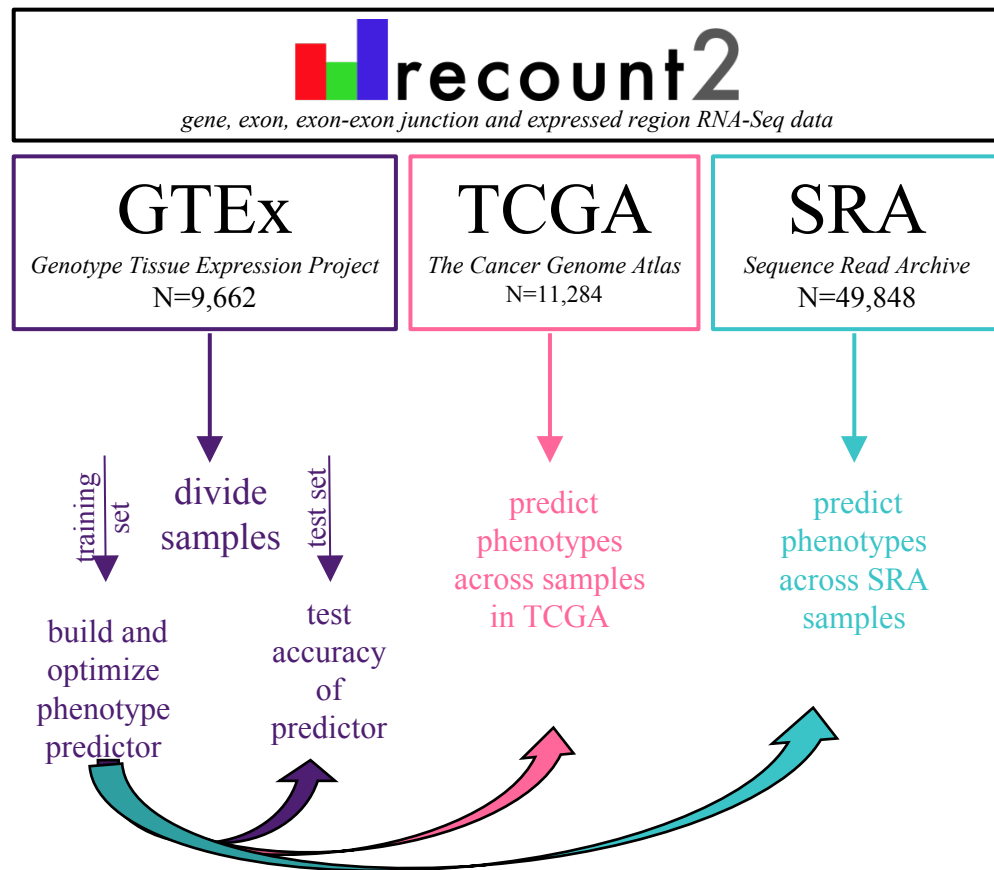 recount2
gene, exon, exon-exon junction and expressed region RNA-Seq data
GTEx
Genotype Tissue Expression Project
N=9,662
TCGA
The Cancer Genome Atlas
N=11,284
SRA
Sequence Read Archive
N=49,848
training
set
divide
samples
test set
build and
optimize
phenotype
predictor
test
accuracy
of
predictor
predict
phenotypes
across samples
in TCGA
predict
phenotypes
across SRA
samples